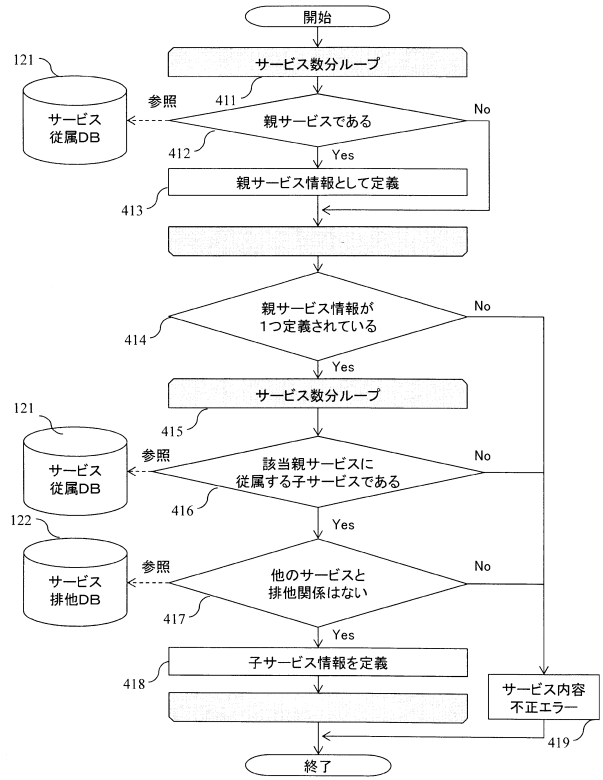 開始
サービス数分ループ
121
411
参照
親サービスである
No
サービス
従属DB
412
Yes
親サービス情報として定義
413
親サービス情報が
1つ定義されている
No
414
Yes
サービス数分ループ
415
121
参照
該当親サービスに
従属する子サービスである
No
サービス
従属DB
416
Yes
122
参照
他のサービスと
排他関係はない
No
サービス
排他DB
417
Yes
子サービス情報を定義
418
サービス内容
不正エラー
419
終了